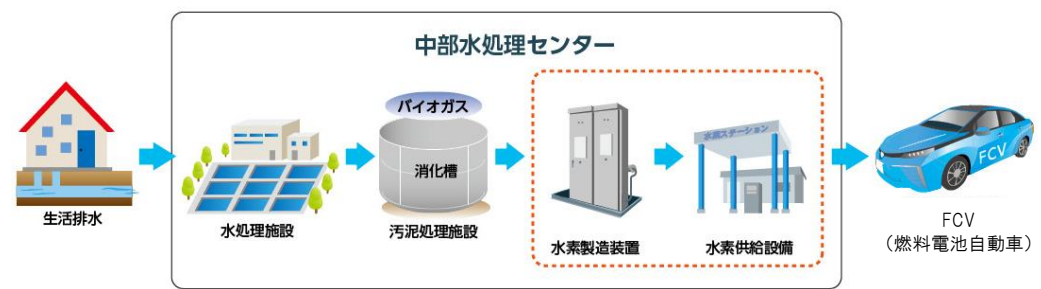 中部水処理センター
バイオガス
消化槽
水素ステーション
FCV
生活排水
水処理施設
汚泥処理施設
水素製造装置
水素供給設備
FCV
(燃料電池自動車)